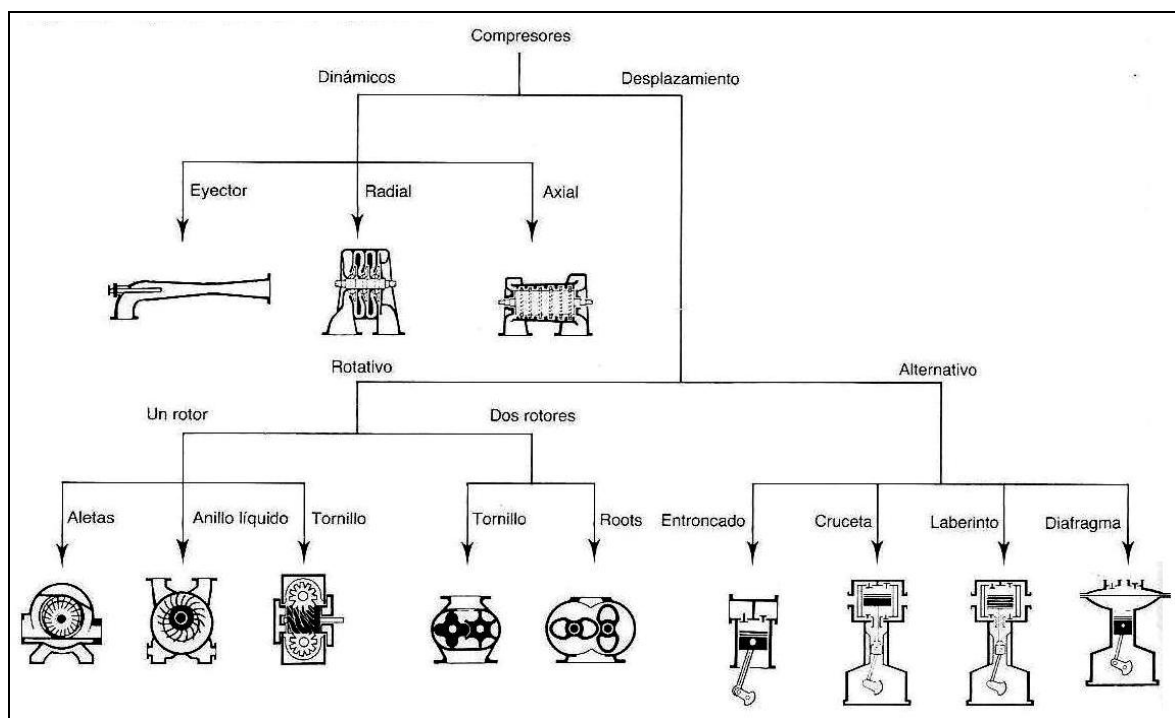 Compresores
Dinámicos
Desplazamiento
Eyector
Radial
Axial
Rotativo
Alternativo
Un rotor
Dos rotores
Aletas
Anillo líquido
Tornillo
Tornillo
Roots
Entroncado
Cruceta
Laberinto
Diafragma